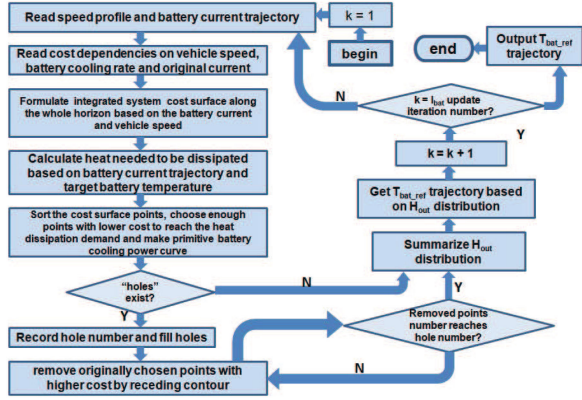 Read speed profile and battery current trajectory
k = 1
begin
Read cost dependencies on vehicle speed,
battery cooling rate and original current
Formulate integrated system cost surface along
the whole horizon based on the battery current
and vehicle speed
Calculate heat needed to be dissipated
based on battery current trajectory and
target battery temperature
Sort the cost surface points, choose enough
points with lower cost to reach the heat
dissipation demand and make primitive battery
cooling power curve
"holes"
exist?
N
Y
Record hole number and fill holes
remove originally chosen points with
higher cost by receding contour
Removed points
number reaches
hole number?
N
Y
Summarize H_out
distribution
Get T_bat_ref trajectory based
on H_out distribution
k = k + 1
k = I_bat update
iteration number?
N
Y
Output T_bat_ref
trajectory
end